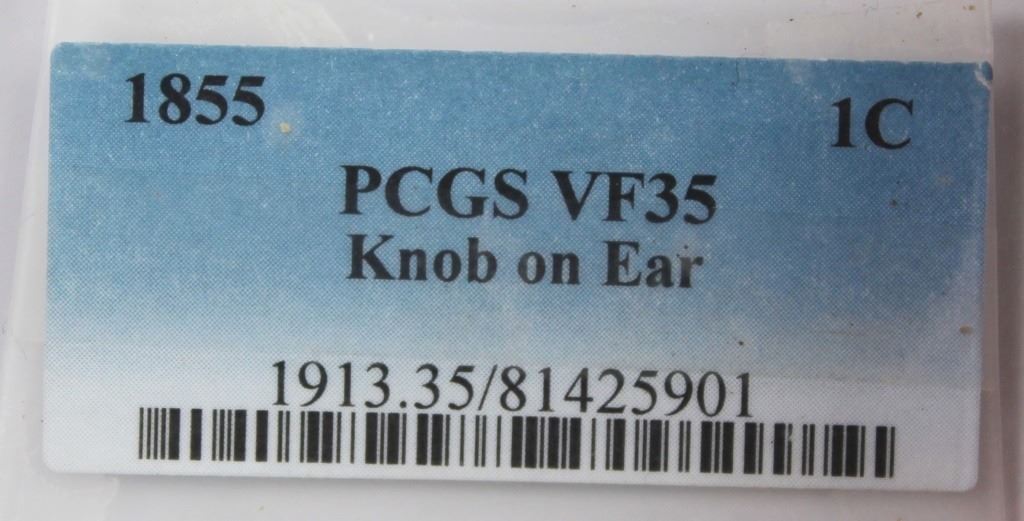 1855 1C
PCGS VF35
Knob on Ear
1913.35/81425901